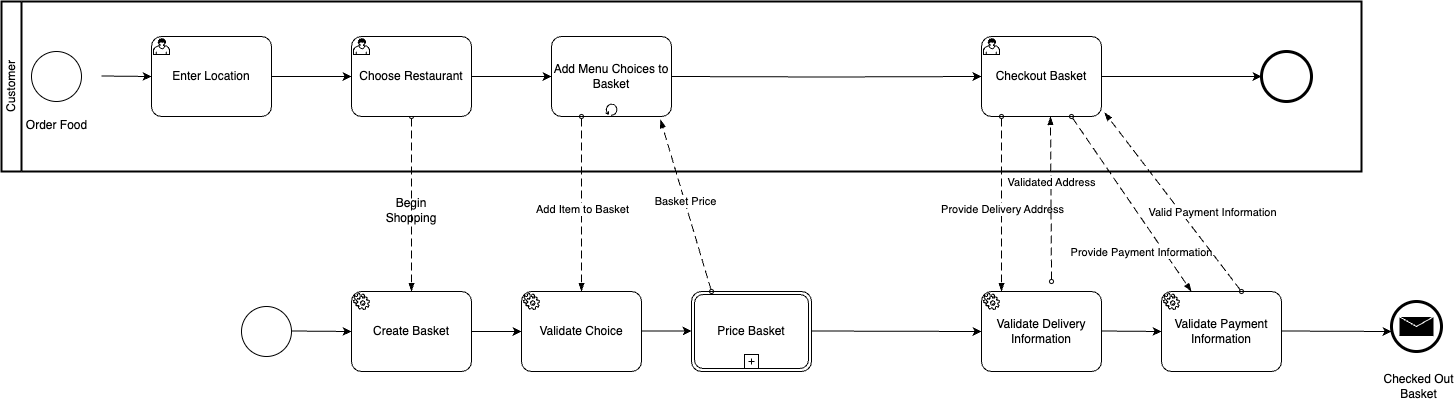 Customer
Enter Location
Choose Restaurant
Add Menu Choices to
Basket
Checkout Basket
Order Food
Validated Address
Begin
Shopping
Add Item to Basket
Basket Price
Provide Delivery Address
Valid Payment Information
Provide Payment Information
Create Basket
Validate Choice
Price Basket
Validate Delivery
Information
Validate Payment
Information
Checked Out
Basket